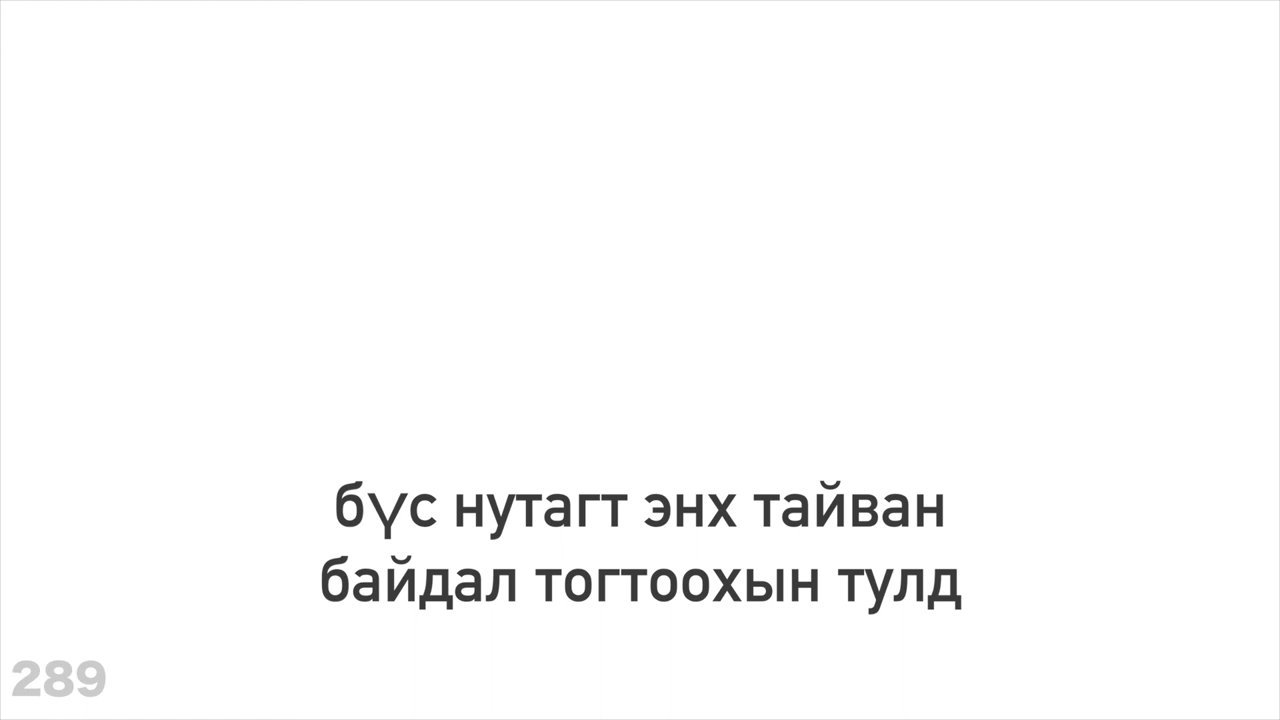 бүс нутагт энх тайван
байдал тогтоохын тулд
289